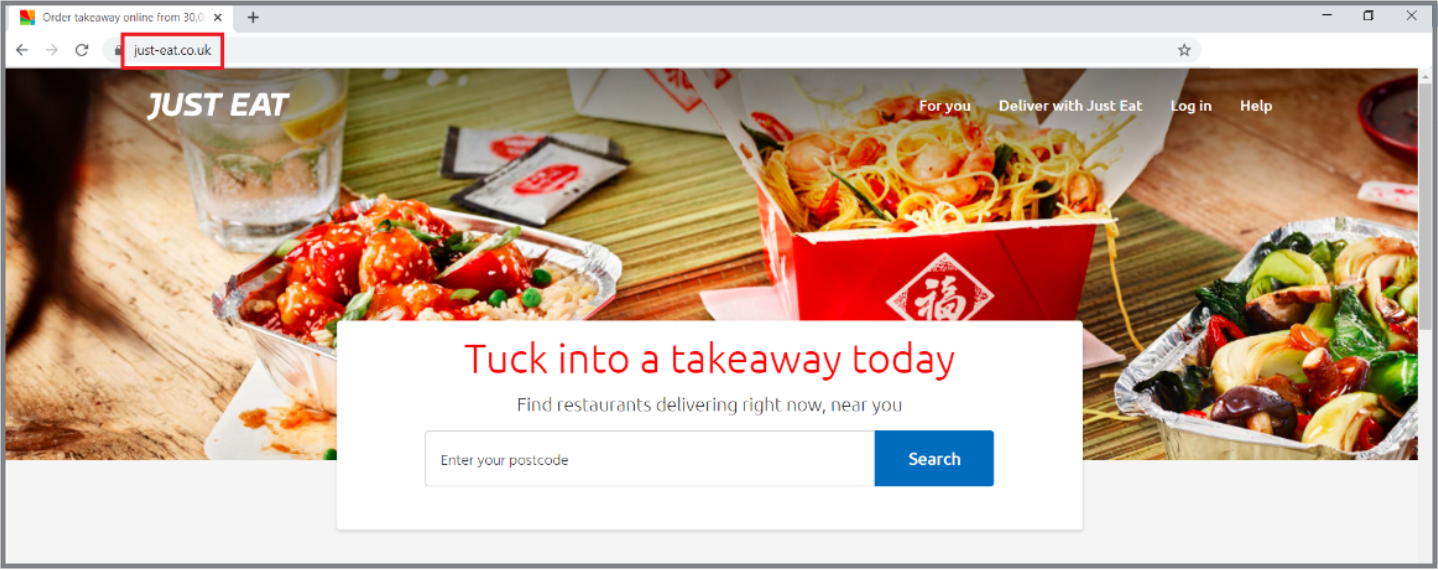 Order takeaway online from 30,0
just-eat.co.uk
JUST EAT
For you Deliver with Just Eat Log in Help
福
Tuck into a takeaway today
Find restaurants delivering right now, near you
Enter your postcode Search